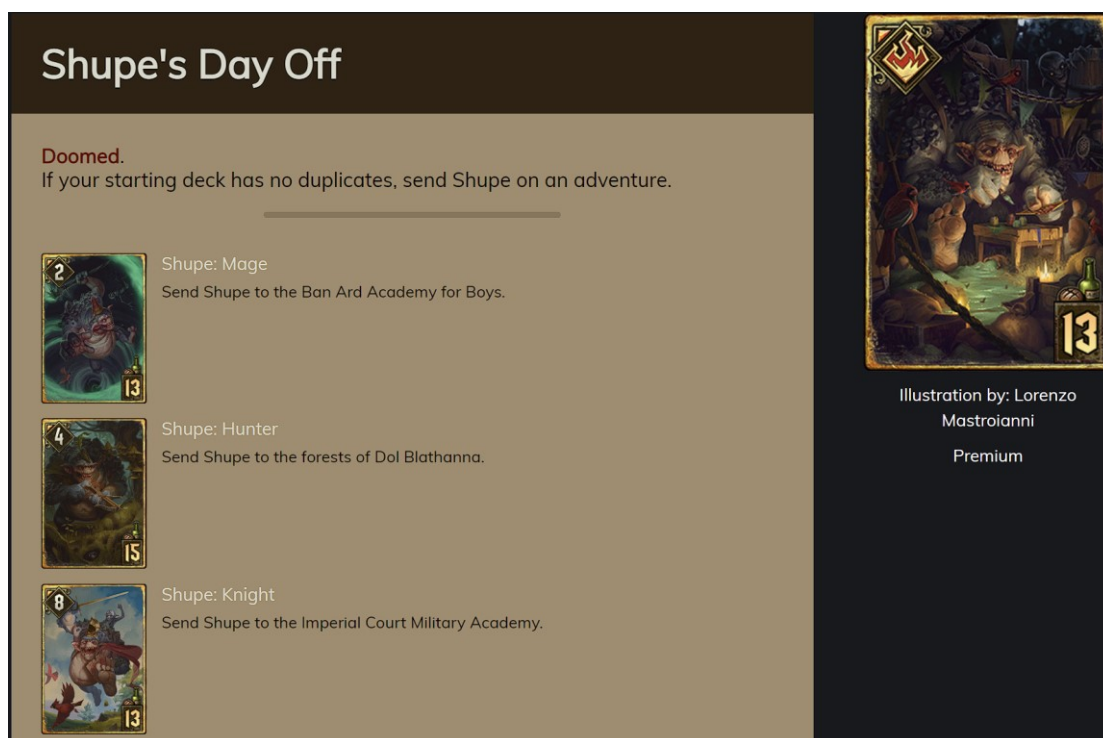 Shupe's Day Off
Doomed.
If your starting deck has no duplicates, send Shupe on an adventure.
2
13
Shupe: Mage
Send Shupe to the Ban Ard Academy for Boys.
4
15
Shupe: Hunter
Send Shupe to the forests of Dol Blathanna.
8
13
Shupe: Knight
Send Shupe to the Imperial Court Military Academy.
13
Illustration by: Lorenzo
Mastroianni
Premium